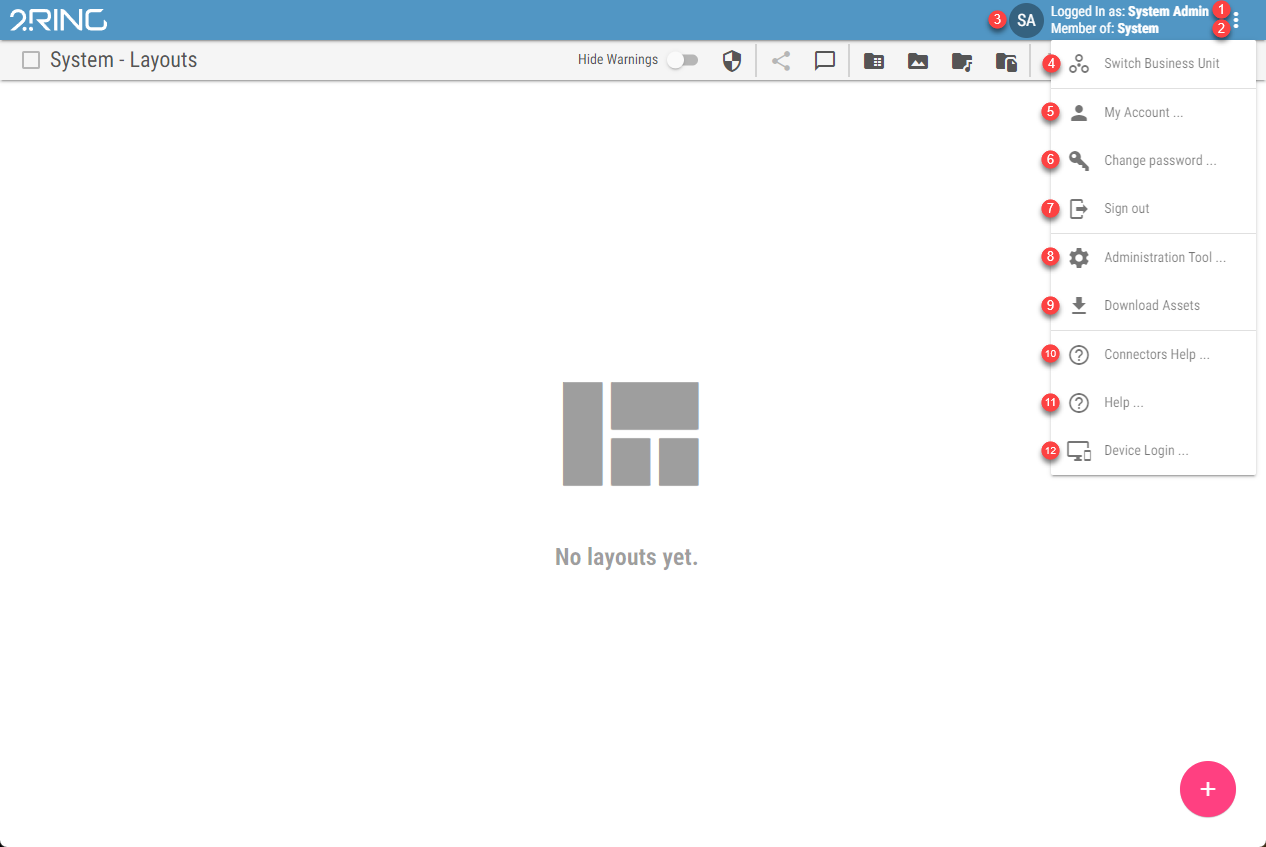 2RING
3 SA Logged In as: System Admin 1
Member of: System 2
System - Layouts
Hide Warnings
4 Switch Business Unit
5 My Account ...
6 Change password ...
7 Sign out
8 Administration Tool ...
9 Download Assets
10 Connectors Help ...
11 Help ...
12 Device Login ...
No layouts yet.
+